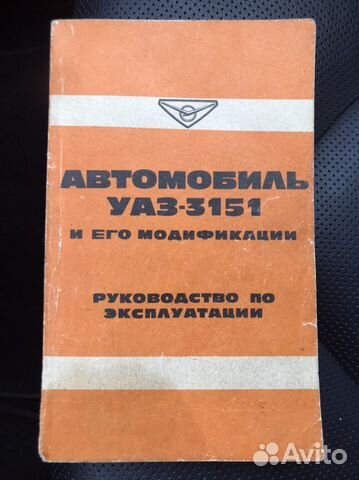 АВТОМОБИЛЬ
УАЗ-3151
И ЕГО МОДИФИКАЦИИ
РУКОВОДСТВО ПО
ЭКСПЛУАТАЦИИ
Avito